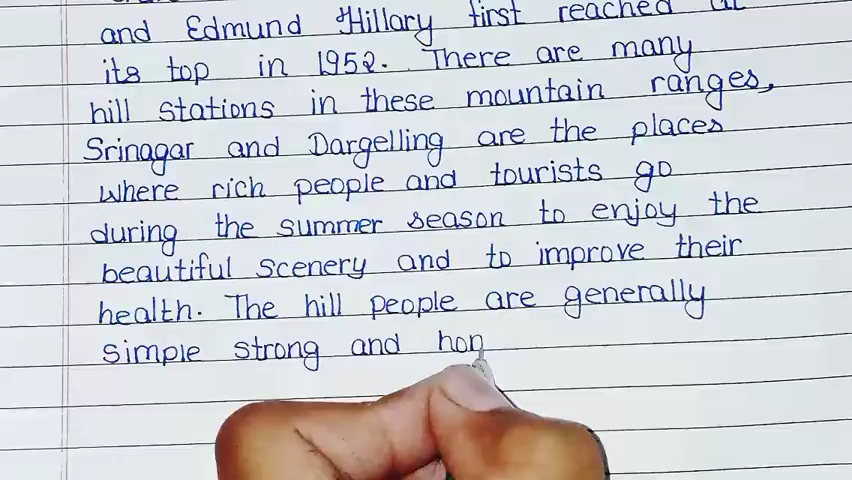 and Edmund Hillary first reached at
its top in 1952. There are many
hill stations in these mountain ranges,
Srinagar and Dargelling are the places
where rich people and tourists go
during the summer season to enjoy the
beautiful scenery and to improve their
health. The hill people are generally
simple strong and hon